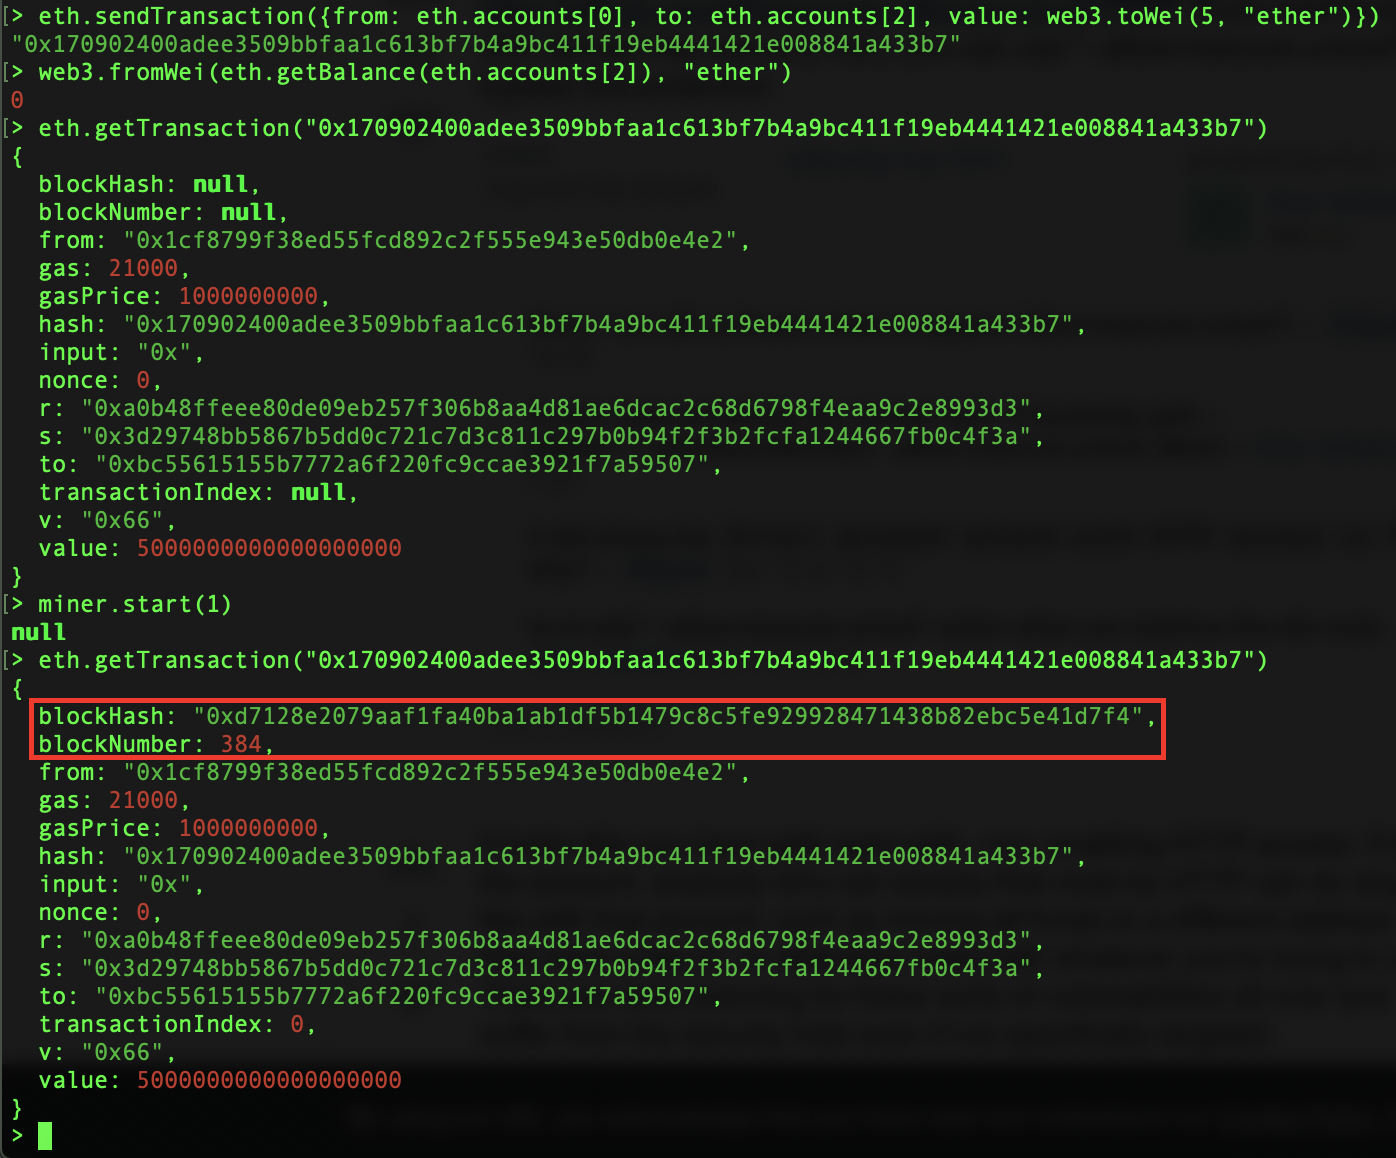 [> eth.sendTransaction({from: eth.accounts[0], to: eth.accounts[2], value: web3.toWei(5, "ether")})
"0x170902400adee3509bbfaa1c613bf7b4a9bc411f19eb4441421e008841a433b7"
[> web3.fromWei(eth.getBalance(eth.accounts[2]), "ether")
0
[> eth.getTransaction("0x170902400adee3509bbfaa1c613bf7b4a9bc411f19eb4441421e008841a433b7")
{
  blockHash: null,
  blockNumber: null,
  from: "0x1cf8799f38ed55fcd892c2f555e943e50db0e4e2",
  gas: 21000,
  gasPrice: 1000000000,
  hash: "0x170902400adee3509bbfaa1c613bf7b4a9bc411f19eb4441421e008841a433b7",
  input: "0x",
  nonce: 0,
  r: "0xa0b48ffeee80de09eb257f306b8aa4d81ae6dcac2c68d6798f4eaa9c2e8993d3",
  s: "0x3d29748bb5867b5dd0c721c7d3c811c297b0b94f2f3b2fcfa1244667fb0c4f3a",
  to: "0xbc55615155b7772a6f220fc9ccae3921f7a59507",
  transactionIndex: null,
  v: "0x66",
  value: 5000000000000000000
}
[> miner.start(1)
null
[> eth.getTransaction("0x170902400adee3509bbfaa1c613bf7b4a9bc411f19eb4441421e008841a433b7")
{
  blockHash: "0xd7128e2079aaf1fa40ba1ab1df5b1479c8c5fe929928471438b82ebc5e41d7f4",
  blockNumber: 384,
  from: "0x1cf8799f38ed55fcd892c2f555e943e50db0e4e2",
  gas: 21000,
  gasPrice: 1000000000,
  hash: "0x170902400adee3509bbfaa1c613bf7b4a9bc411f19eb4441421e008841a433b7",
  input: "0x",
  nonce: 0,
  r: "0xa0b48ffeee80de09eb257f306b8aa4d81ae6dcac2c68d6798f4eaa9c2e8993d3",
  s: "0x3d29748bb5867b5dd0c721c7d3c811c297b0b94f2f3b2fcfa1244667fb0c4f3a",
  to: "0xbc55615155b7772a6f220fc9ccae3921f7a59507",
  transactionIndex: 0,
  v: "0x66",
  value: 5000000000000000000
}
>